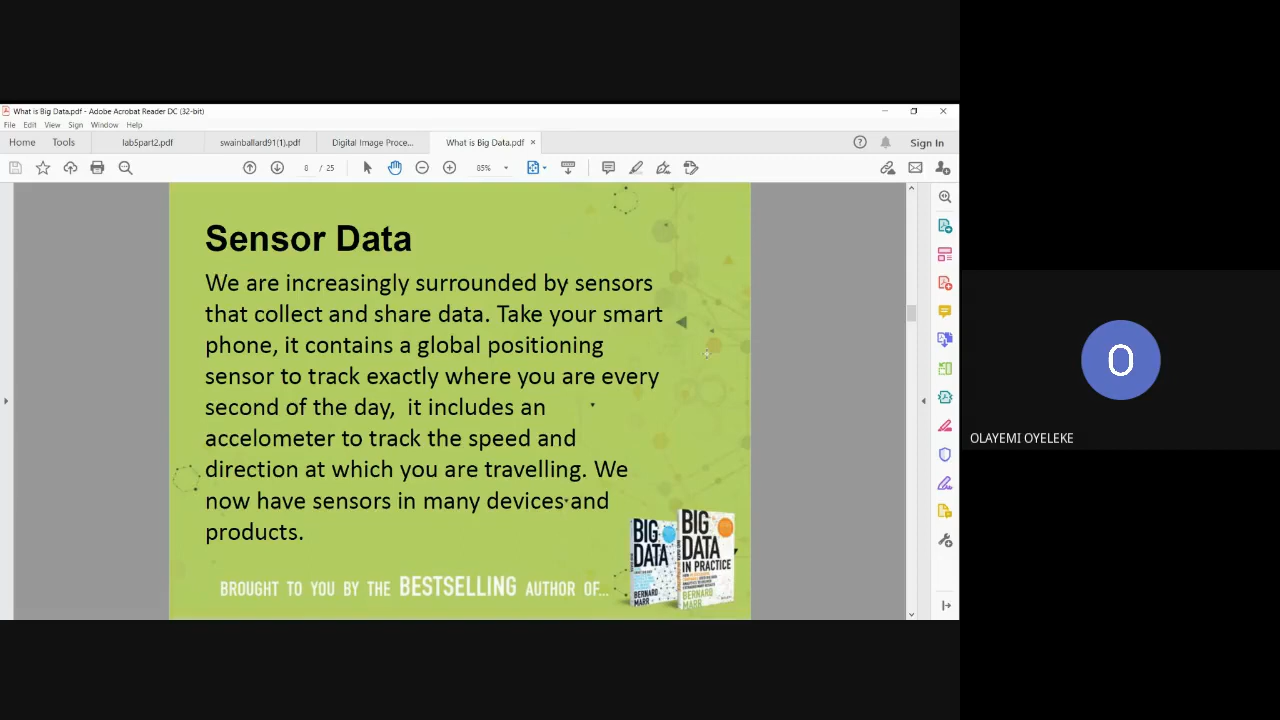 What is Big Data.pdf - Adobe Acrobat Reader DC (32-bit)
File Edit View Sign Window Help
Home Tools lab5part2.pdf swainballard91(1).pdf Digital Image Proce... What is Big Data.pdf × Sign In
8 / 25 85%
Sensor Data
We are increasingly surrounded by sensors
that collect and share data. Take your smart
phone, it contains a global positioning
sensor to track exactly where you are every
second of the day, it includes an
accelometer to track the speed and
direction at which you are travelling. We
now have sensors in many devices and
products.
BROUGHT TO YOU BY THE BESTSELLING AUTHOR OF...
BIG
DATA
BERNARD
MARR
BIG
DATA
IN PRACTICE
BERNARD
MARR
O
OLAYEMI OYELEKE